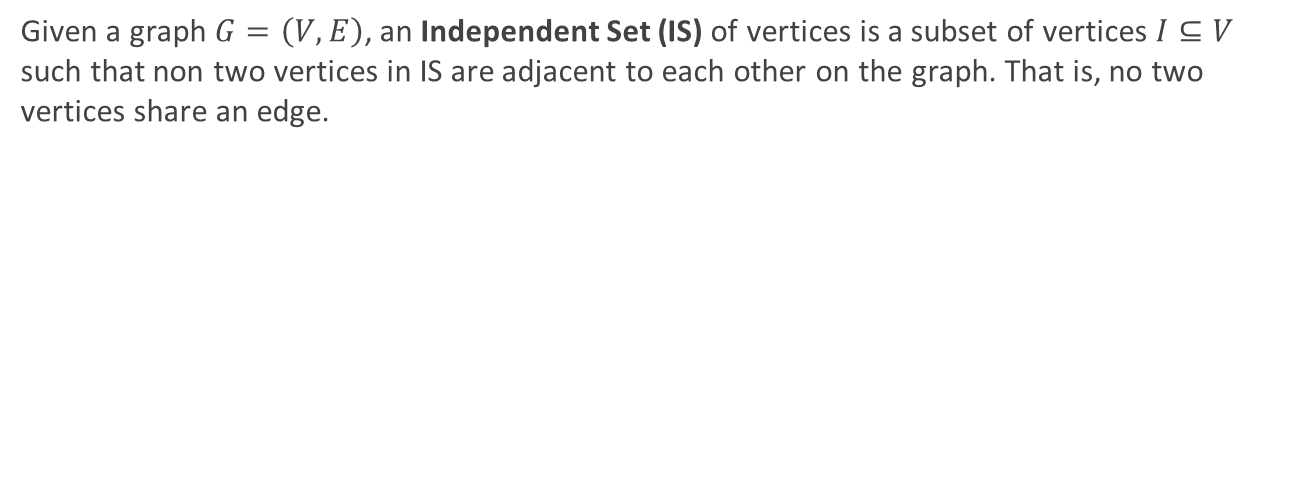 Given a graph 𝐺 = (𝑉, 𝐸), an Independent Set (IS) of vertices is a subset of vertices 𝐼 ⊆ 𝑉
such that non two vertices in IS are adjacent to each other on the graph. That is, no two
vertices share an edge.